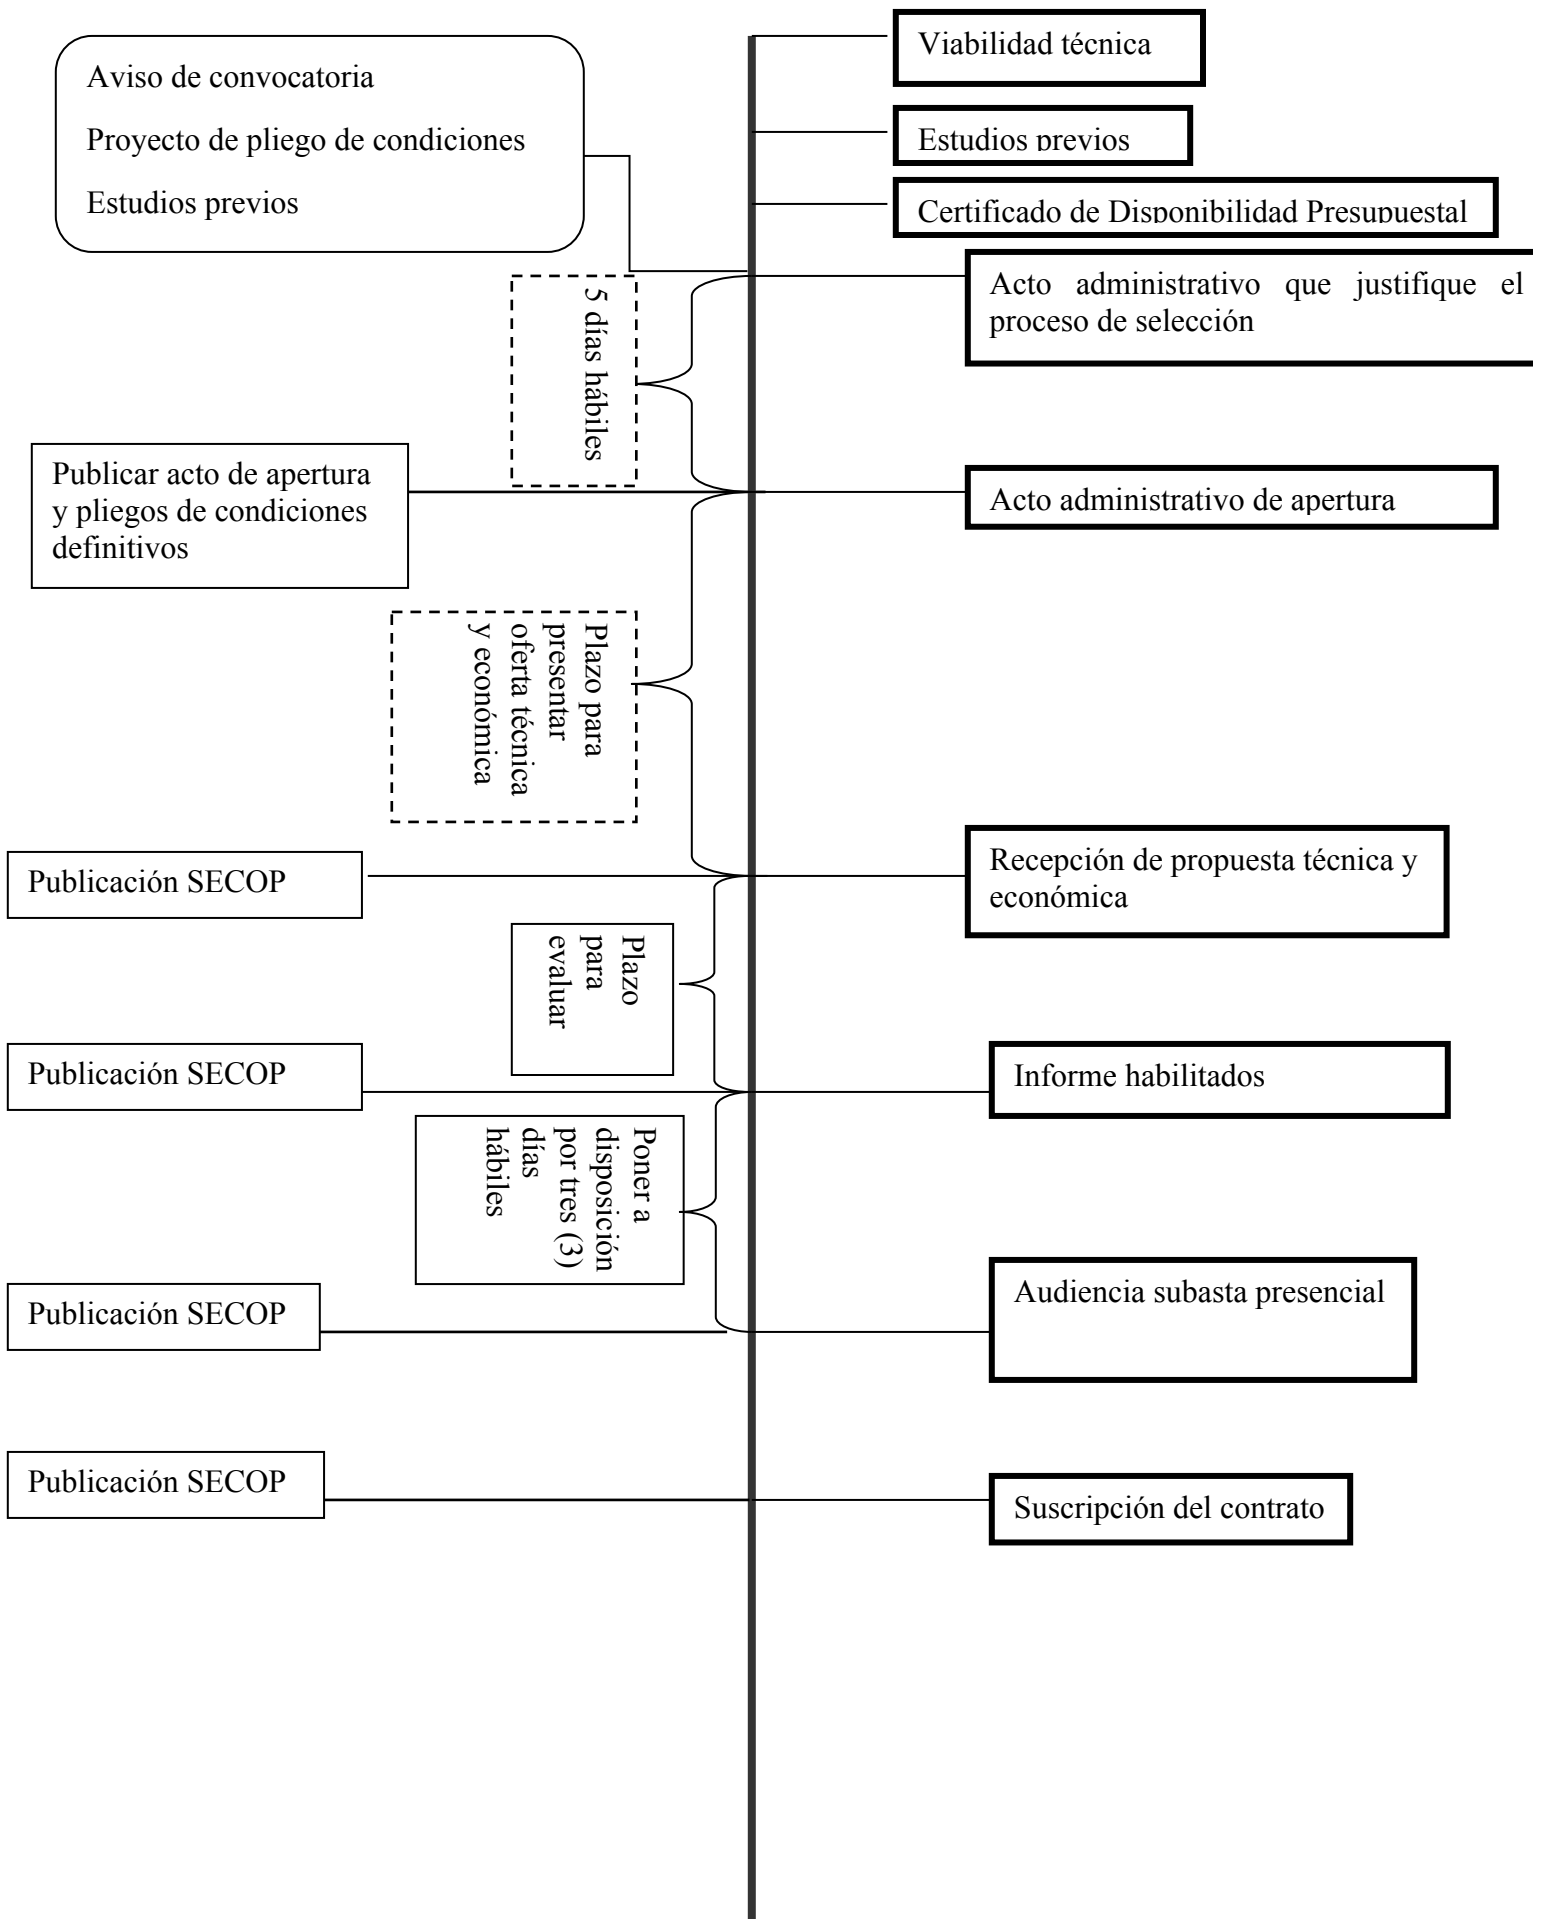 Aviso de convocatoria
Proyecto de pliego de condiciones
Estudios previos
Viabilidad técnica
Estudios previos
Certificado de Disponibilidad Presupuestal
Acto administrativo que justifique el
proceso de selección
5 días hábiles
Publicar acto de apertura
y pliegos de condiciones
definitivos
Acto administrativo de apertura
Plazo para
presentar
oferta técnica
y económica
Publicación SECOP
Recepción de propuesta técnica y
económica
Plazo
para
evaluar
Publicación SECOP
Informe habilitados
Poner a
disposición
por tres (3)
días
hábiles
Publicación SECOP
Audiencia subasta presencial
Publicación SECOP
Suscripción del contrato